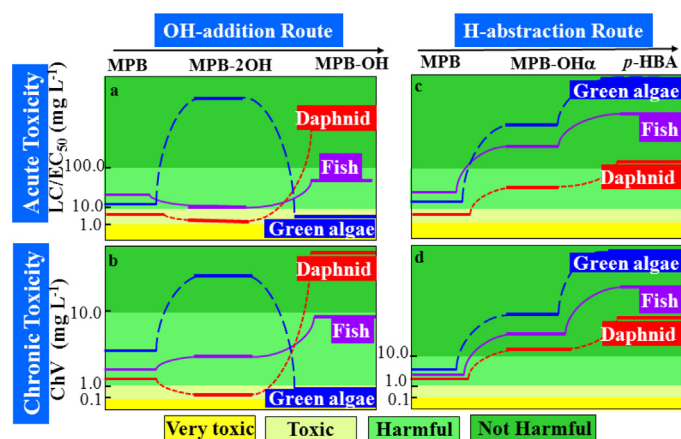 OH-addition Route
H-abstraction Route
MPB MPB-2OH MPB-OH
MPB MPB-OHα p-HBA
Acute Toxicity
LC/EC50 (mg L-1)
100.0
10.0
1.0
a
Daphnid
Fish
Green algae
c
Green algae
Fish
Daphnid
Chronic Toxicity
ChV (mg L-1)
10.0
1.0
0.1
b
Daphnid
Fish
Green algae
10.0
1.0
0.1
d
Green algae
Fish
Daphnid
Very toxic Toxic Harmful Not Harmful